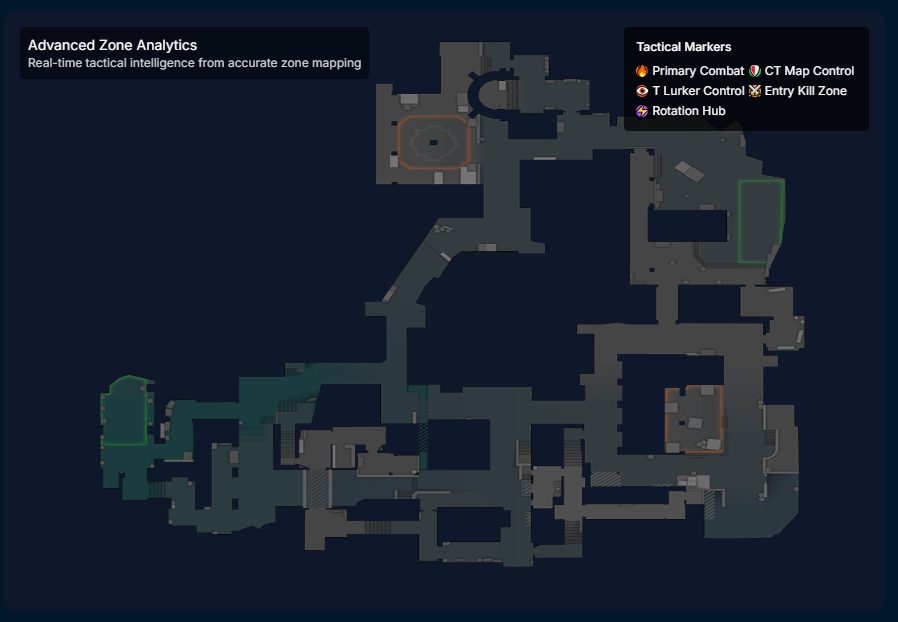 Advanced Zone Analytics
Real-time tactical intelligence from accurate zone mapping
Tactical Markers
Primary Combat CT Map Control
T Lurker Control Entry Kill Zone
Rotation Hub